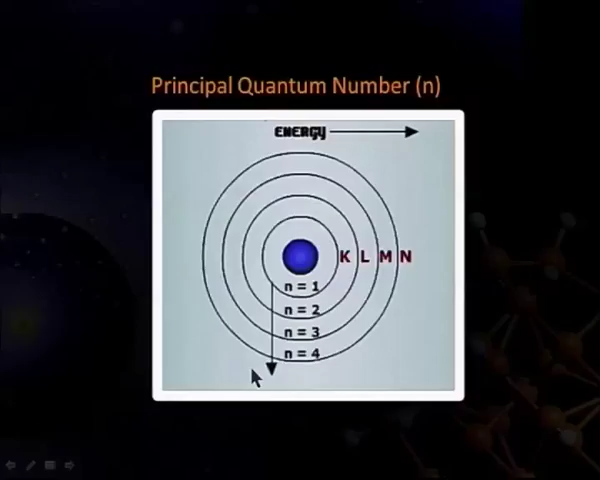 Principal Quantum Number (n)
ENERGY
K L M N
n = 1
n = 2
n = 3
n = 4